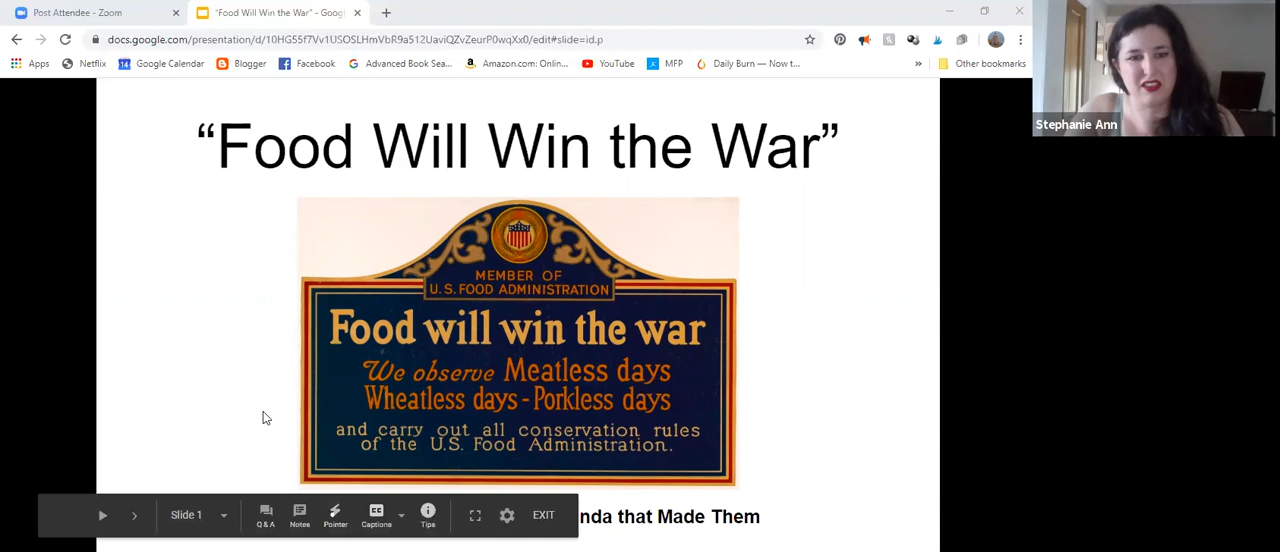 Post Attendee - Zoom
"Food Will Win the War" - Goog
docs.google.com/presentation/d/10HG55f7Vv1USOSLHmVbR9a512UaviQZvZeurP0wqXx0/edit#slide=id.p
Apps Netflix Google Calendar Blogger Facebook Advanced Book Sea... Amazon.com: Onlin... YouTube MFP Daily Burn — Now t... » Other bookmarks
Stephanie Ann
“Food Will Win the War”
MEMBER OF
U.S. FOOD ADMINISTRATION
Food will win the war
We observe Meatless days
Wheatless days - Porkless days
and carry out all conservation rules
of the U.S. Food Administration.
nda that Made Them
Slide 1 Q & A Notes Pointer Captions Tips EXIT